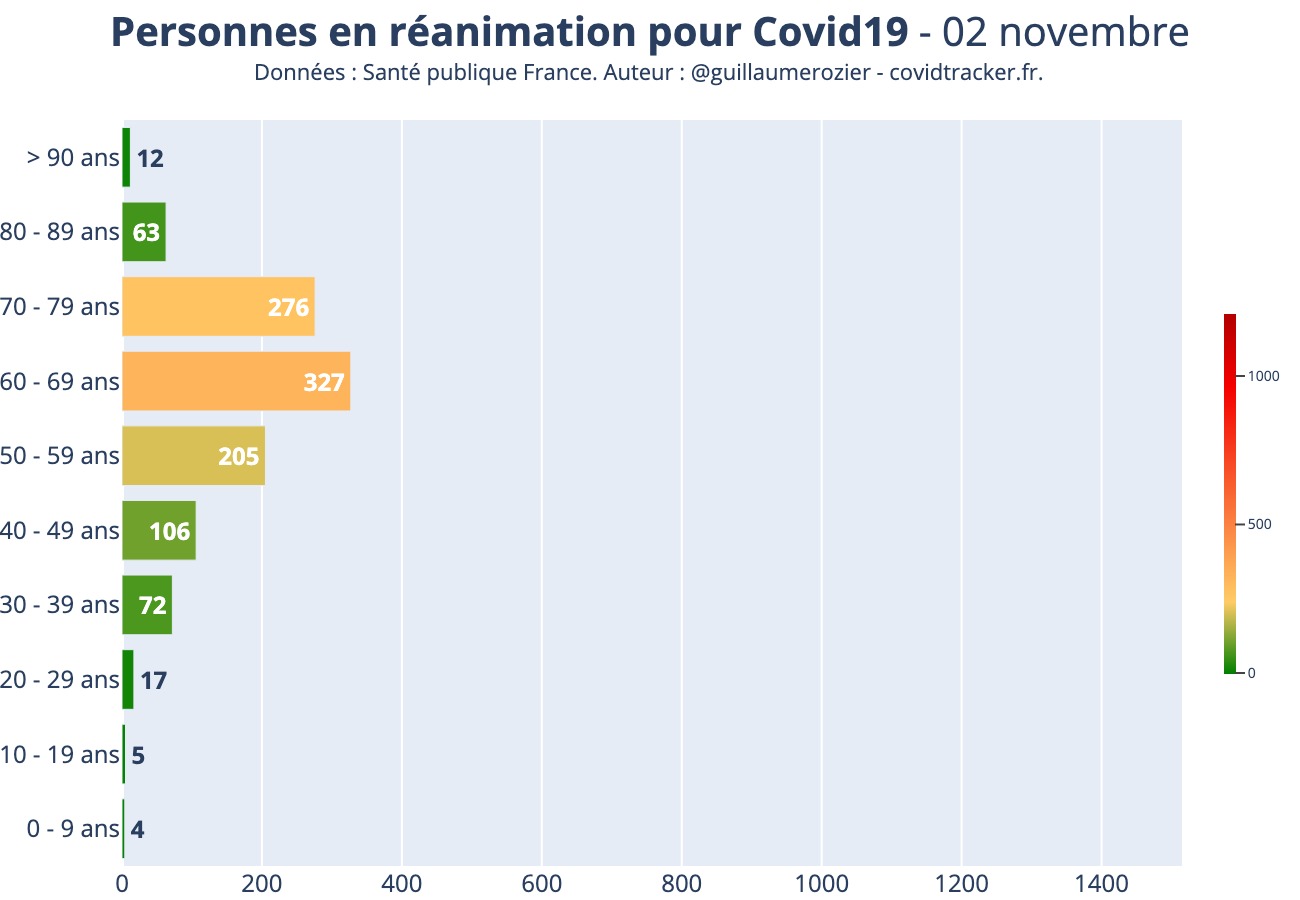 Personnes en réanimation pour Covid19 - 02 novembre
Données : Santé publique France. Auteur : @guillaumerozier - covidtracker.fr.
> 90 ans 12
80 - 89 ans 63
70 - 79 ans 276
60 - 69 ans 327
50 - 59 ans 205
40 - 49 ans 106
30 - 39 ans 72
20 - 29 ans 17
10 - 19 ans 5
0 - 9 ans 4
0 200 400 600 800 1000 1200 1400
1000
500
0